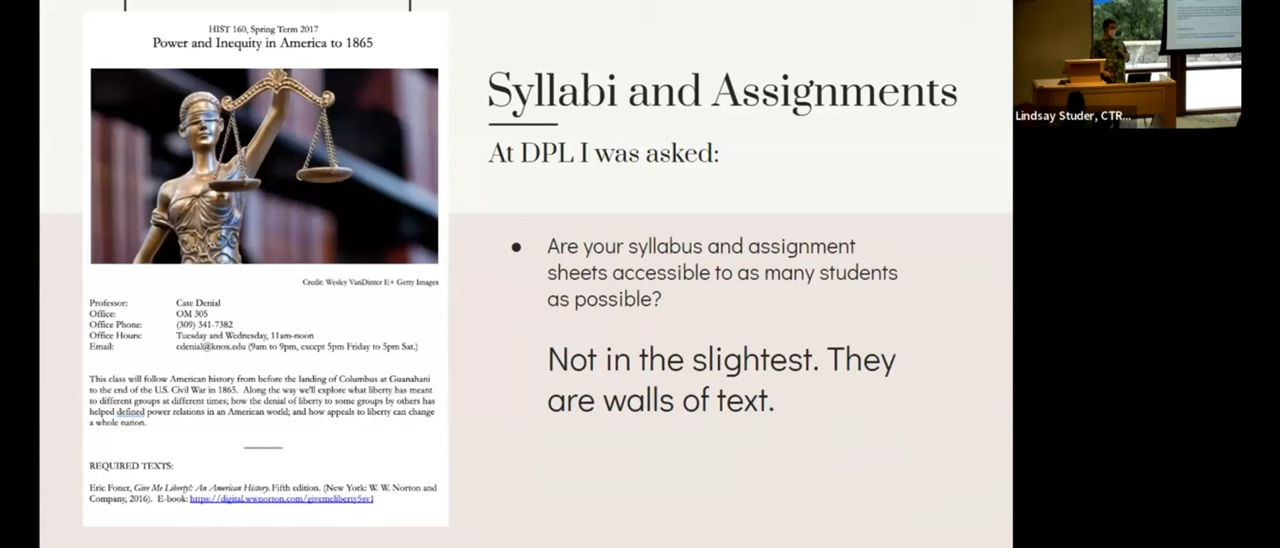 HIST 160, Spring Term 2017
Power and Inequity in America to 1865
Credit: Wesley VanDinter E+ Getty Images
Professor: Cate Denial
Office: OM 305
Office Phone: (309) 341-7382
Office Hours: Tuesday and Wednesday, 11am-noon
Email: cdenial@knox.edu (9am to 9pm, except 5pm Friday to 5pm Sat.)
This class will follow American history from before the landing of Columbus at Guanahani
to the end of the U.S. Civil War in 1865. Along the way we'll explore what liberty has meant
to different groups at different times; how the denial of liberty to some groups by others has
helped defined power relations in an American world; and how appeals to liberty can change
a whole nation.
REQUIRED TEXTS:
Eric Foner, Give Me Liberty!: An American History. Fifth edition. (New York: W. W. Norton and
Company, 2016). E-book: https://digital.wwnorton.com/givemeliberty5sv1
Syllabi and Assignments
At DPL I was asked:
● Are your syllabus and assignment
sheets accessible to as many students
as possible?
Not in the slightest. They
are walls of text.
Lindsay Studer, CTR...